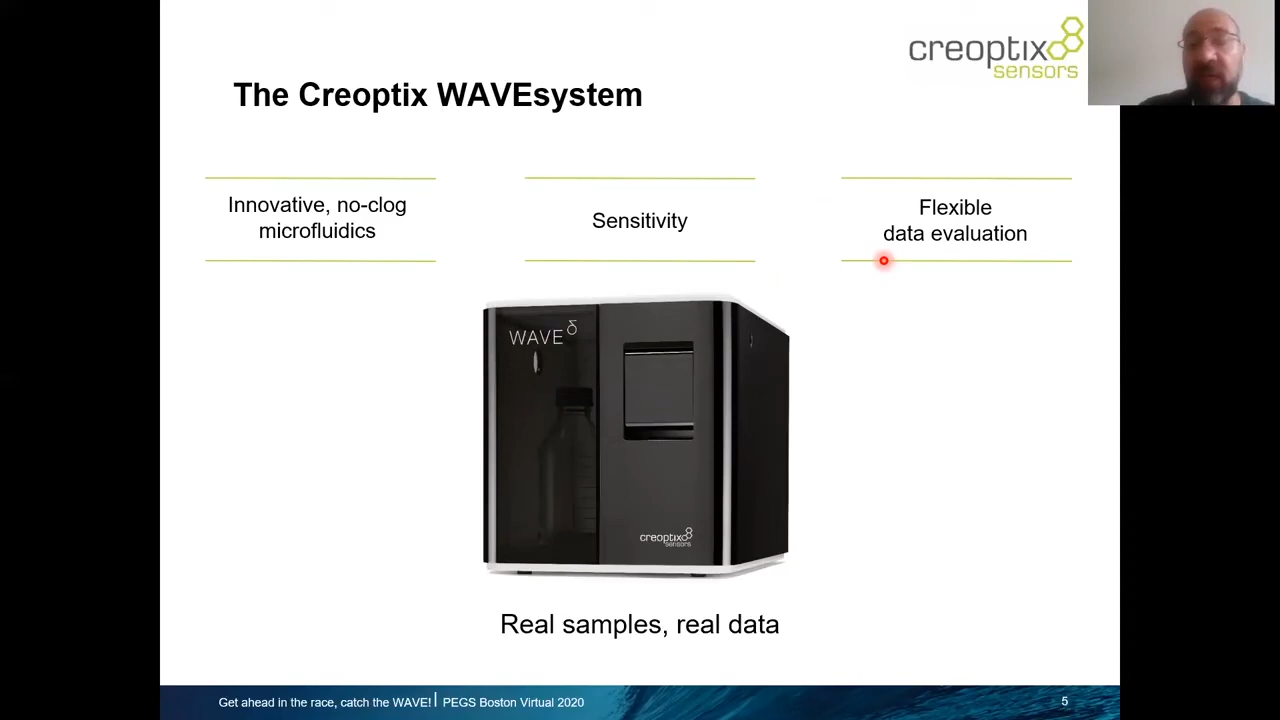 creoptix
sensors
The Creoptix WAVEsystem
Innovative, no-clog
microfluidics
Sensitivity
Flexible
data evaluation
WAVE δ
creoptix
sensors
Real samples, real data
Get ahead in the race, catch the WAVE! | PEGS Boston Virtual 2020
5